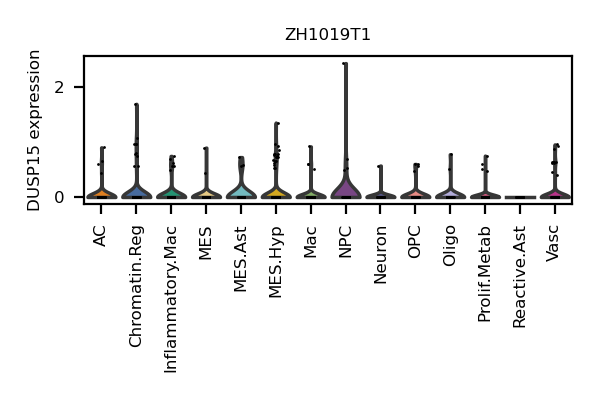 ZH1019T1
DUSP15 expression
2
0
AC
Chromatin.Reg
Inflammatory.Mac
MES
MES.Ast
MES.Hyp
Mac
NPC
Neuron
OPC
Oligo
Prolif.Metab
Reactive.Ast
Vasc